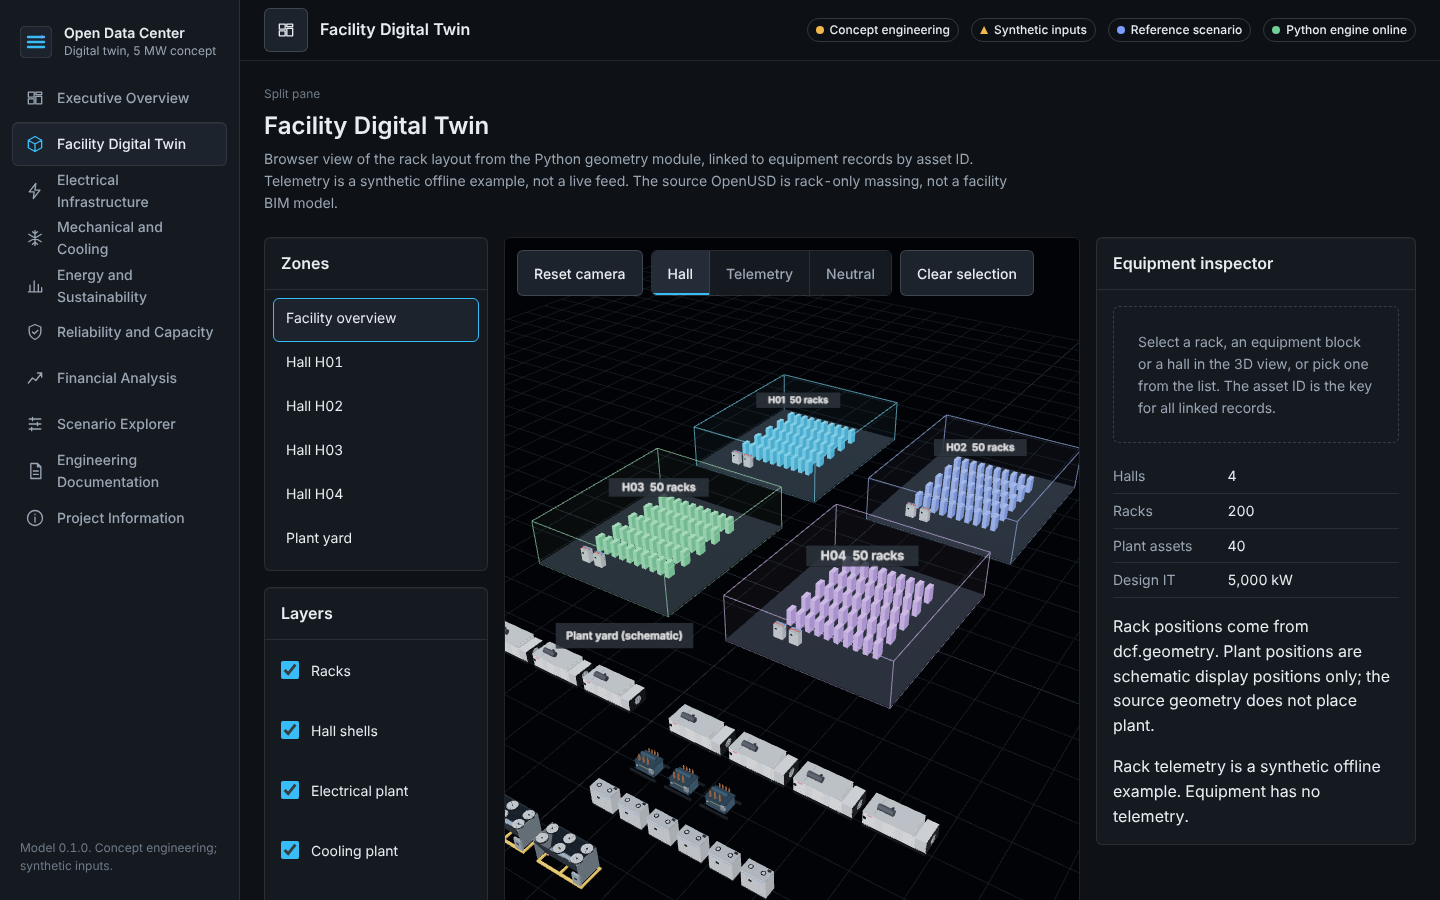 Open Data Center
Digital twin, 5 MW concept
Executive Overview
Facility Digital Twin
Electrical
Infrastructure
Mechanical and
Cooling
Energy and
Sustainability
Reliability and Capacity
Financial Analysis
Scenario Explorer
Engineering
Documentation
Project Information
Model 0.1.0. Concept engineering;
synthetic inputs.
Facility Digital Twin
Concept engineering
Synthetic inputs
Reference scenario
Python engine online
Split pane
Facility Digital Twin
Browser view of the rack layout from the Python geometry module, linked to equipment records by asset ID.
Telemetry is a synthetic offline example, not a live feed. The source OpenUSD is rack-only massing, not a facility
BIM model.
Zones
Facility overview
Hall H01
Hall H02
Hall H03
Hall H04
Plant yard
Layers
Racks
Hall shells
Electrical plant
Cooling plant
Reset camera
Hall
Telemetry
Neutral
Clear selection
H01 50 racks
H02 50 racks
H03 50 racks
H04 50 racks
Plant yard (schematic)
Equipment inspector
Select a rack, an equipment block
or a hall in the 3D view, or pick one
from the list. The asset ID is the key
for all linked records.
Halls 4
Racks 200
Plant assets 40
Design IT 5,000 kW
Rack positions come from
dcf.geometry. Plant positions are
schematic display positions only; the
source geometry does not place
plant.
Rack telemetry is a synthetic offline
example. Equipment has no
telemetry.